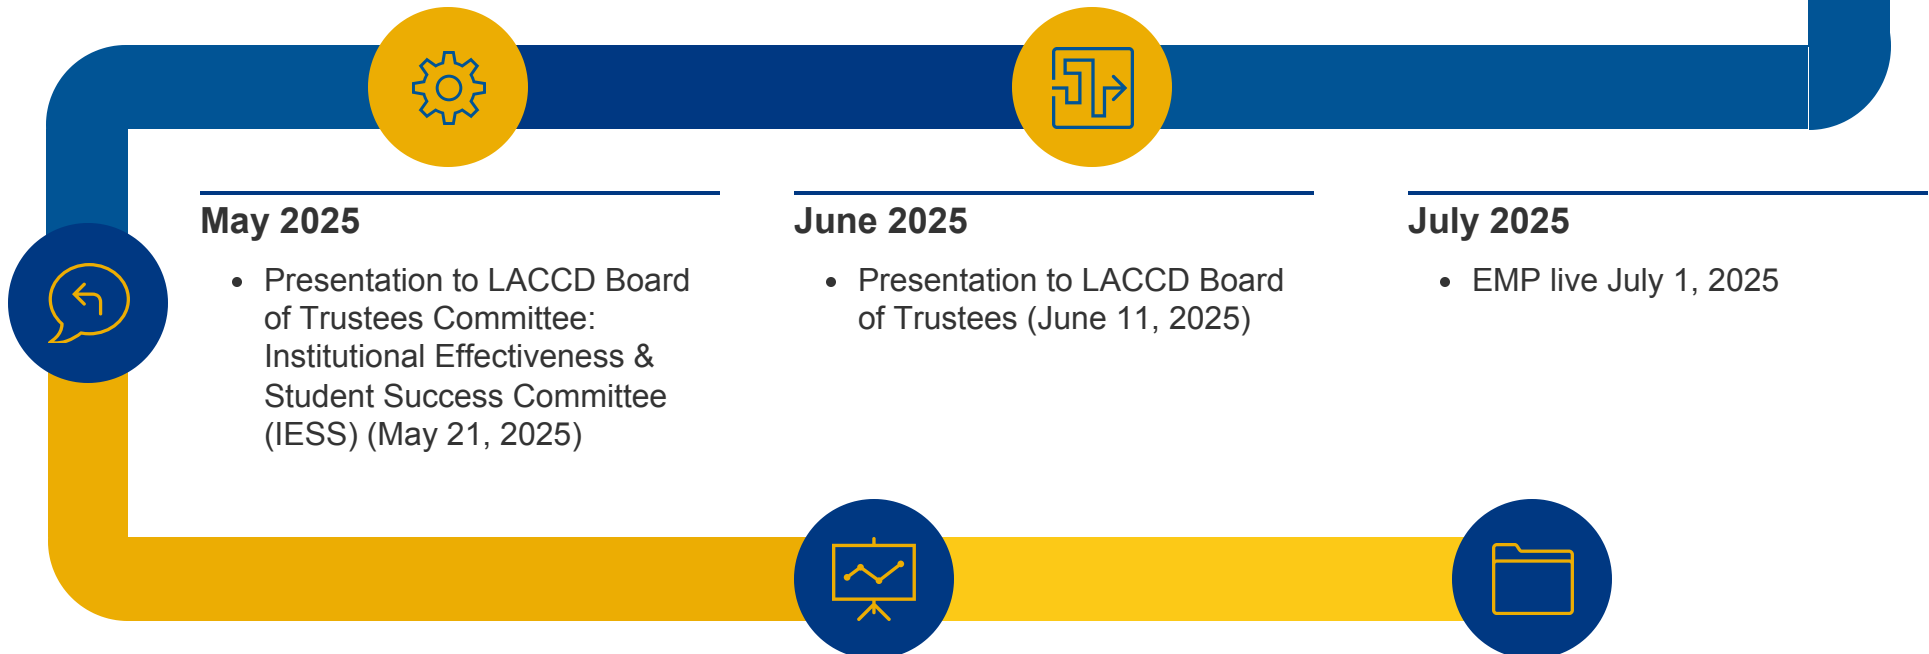 May 2025
• Presentation to LACCD Board
of Trustees Committee:
Institutional Effectiveness &
Student Success Committee
(IESS) (May 21, 2025)
June 2025
• Presentation to LACCD Board
of Trustees (June 11, 2025)
July 2025
• EMP live July 1, 2025